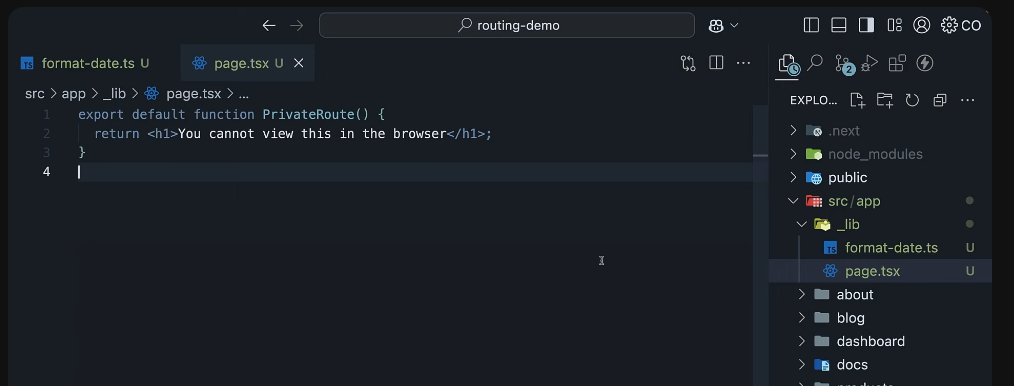 routing-demo
CO
TS format-date.ts U
page.tsx U
src > app > _lib > page.tsx > ...
1 export default function PrivateRoute() {
2 return <h1>You cannot view this in the browser</h1>;
3 }
4
2
EXPLO...
.next
node_modules
public
src/app
_lib
TS format-date.ts U
page.tsx U
about
blog
dashboard
docs